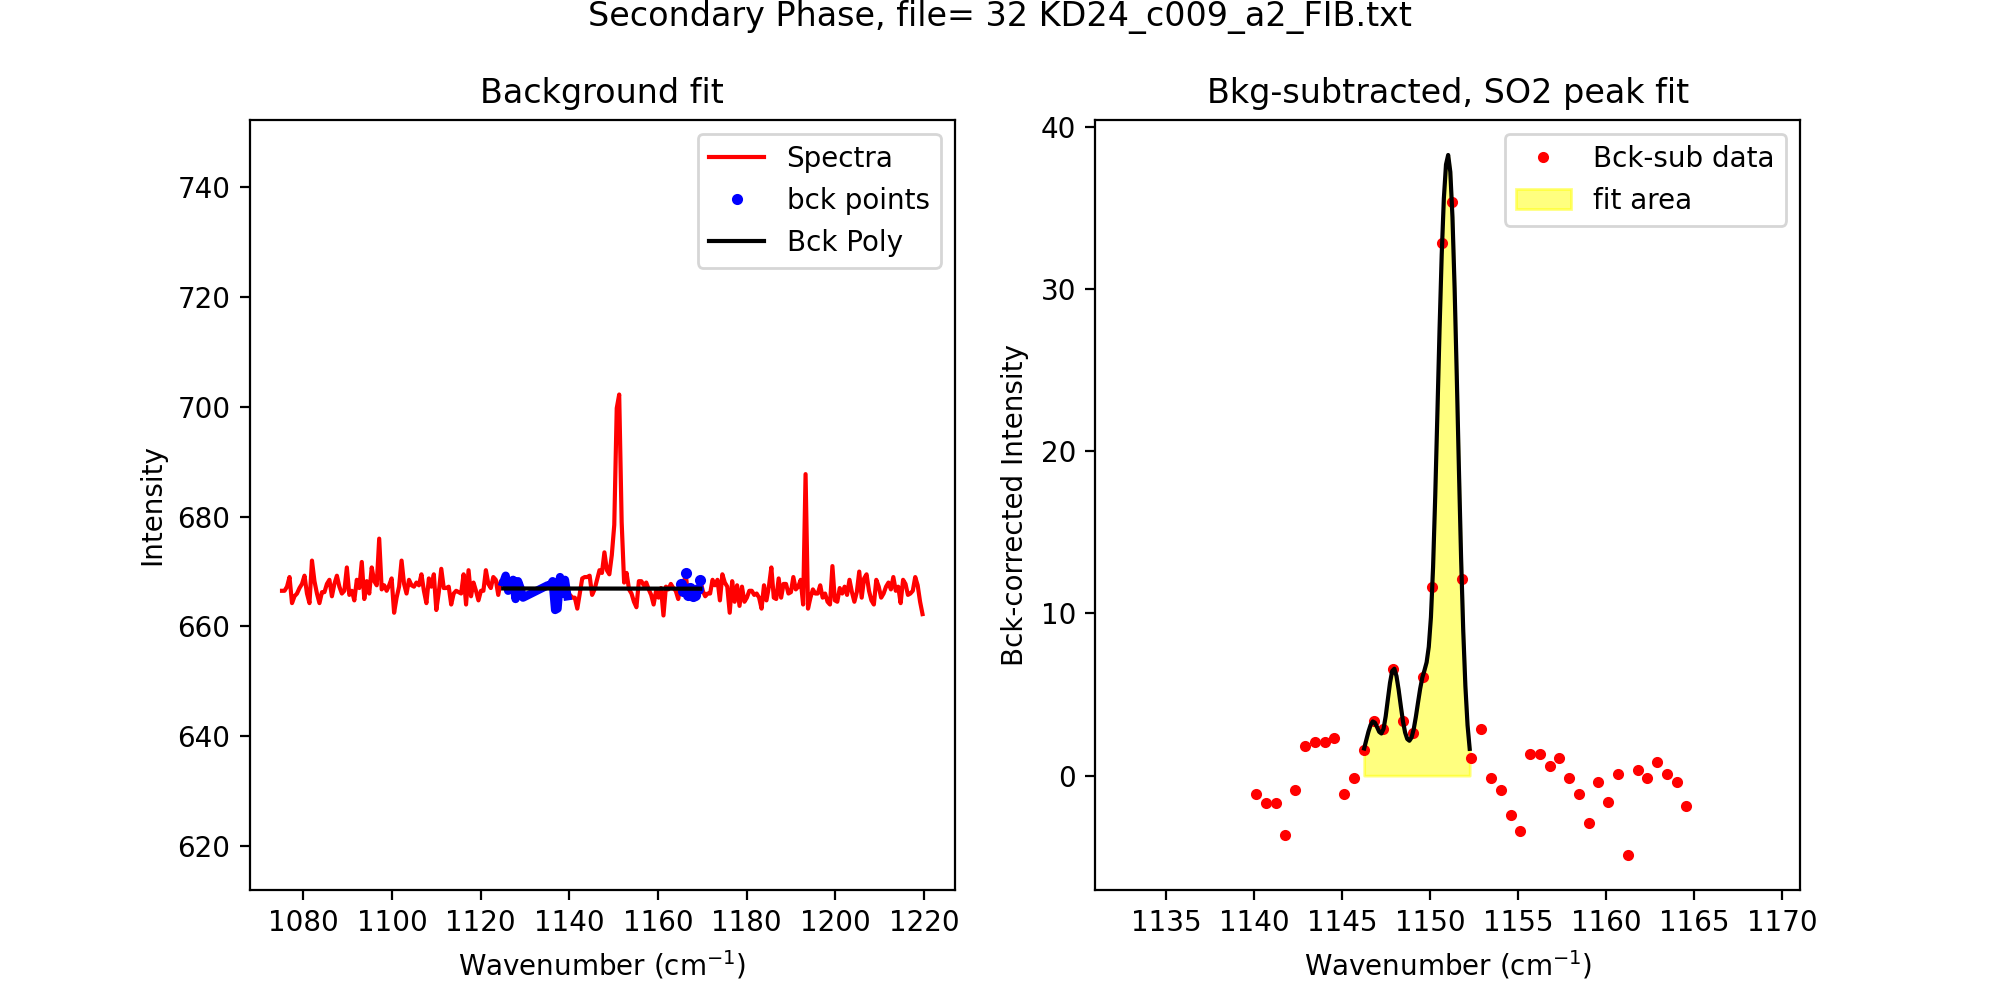 Secondary Phase, file= 32 KD24_c009_a2_FIB.txt
Background fit
Spectra
bck points
Bck Poly
740
720
700
680
660
640
620
Intensity
1080 1100 1120 1140 1160 1180 1200 1220
Wavenumber (cm⁻¹)
Bkg-subtracted, SO2 peak fit
Bck-sub data
fit area
40
30
20
10
0
Bck-corrected Intensity
1135 1140 1145 1150 1155 1160 1165 1170
Wavenumber (cm⁻¹)